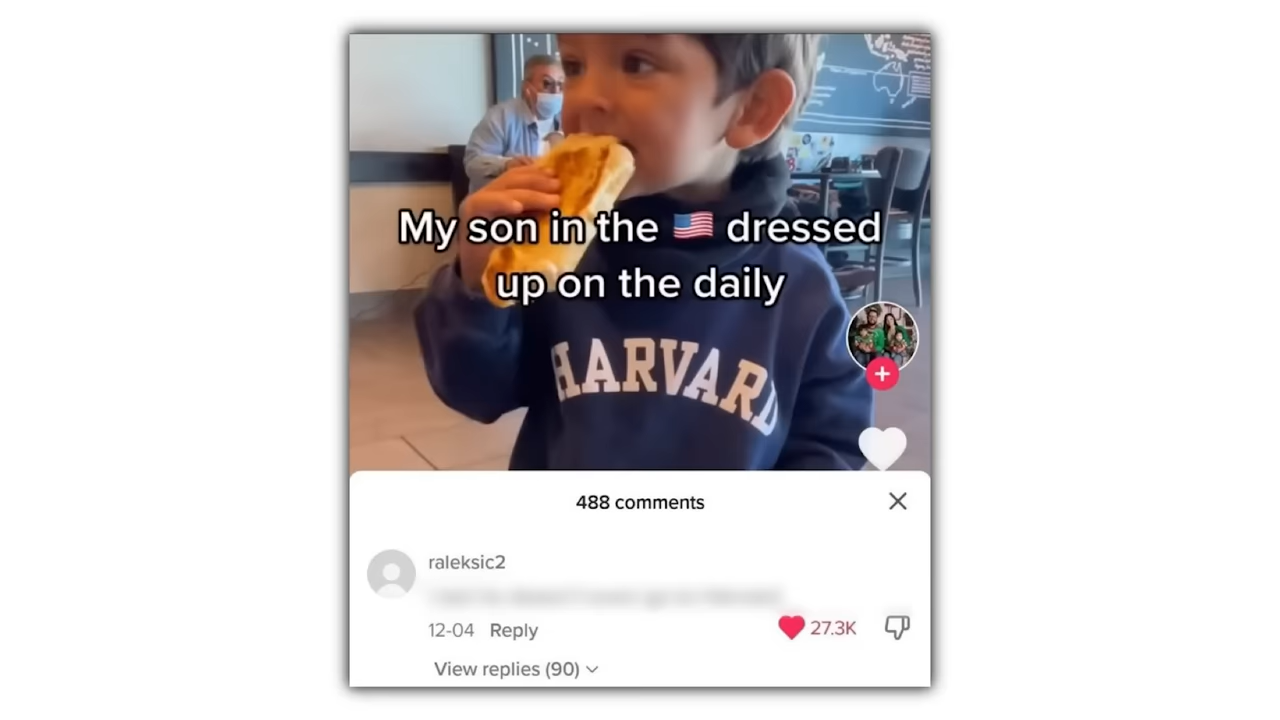 My son in the 🇺🇸 dressed
up on the daily
HARVARD
488 comments
raleksic2
12-04 Reply
27.3K
View replies (90)